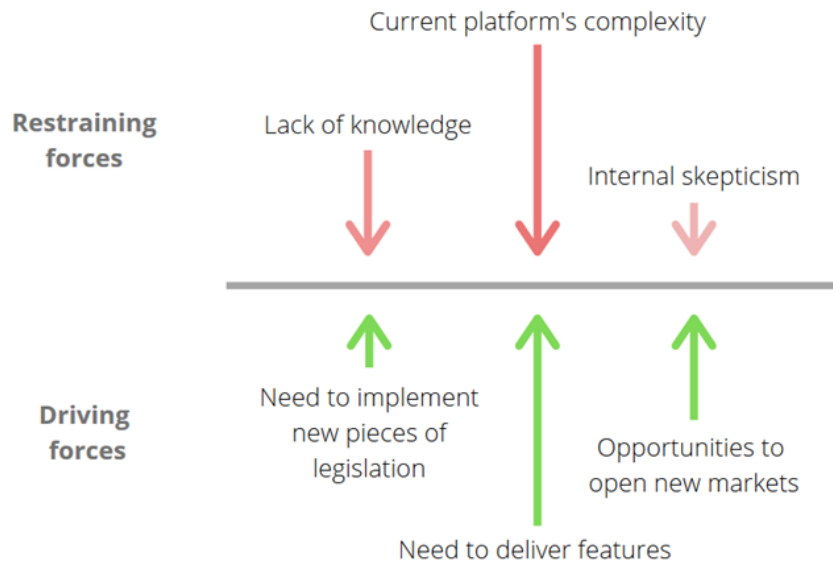 Current platform's complexity
Restraining
forces
Lack of knowledge
Internal skepticism
Driving
forces
Need to implement
new pieces of
legislation
Opportunities to
open new markets
Need to deliver features